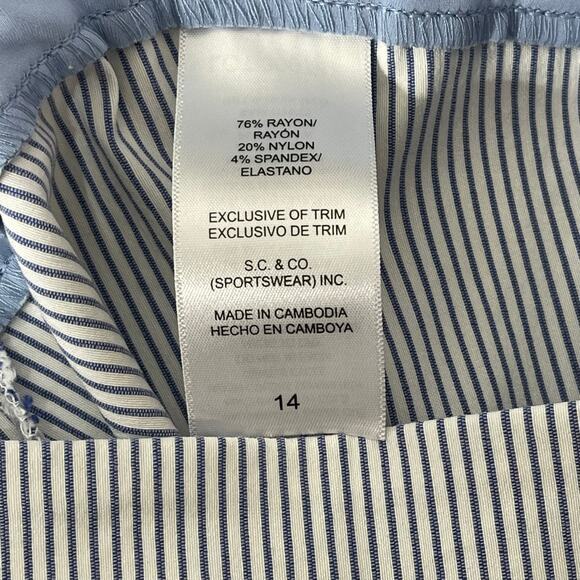 76% RAYON/
RAYÓN
20% NYLON
4% SPANDEX/
ELASTANO
EXCLUSIVE OF TRIM
EXCLUSIVO DE TRIM
S.C. & CO.
(SPORTSWEAR) INC.
MADE IN CAMBODIA
HECHO EN CAMBOYA
14